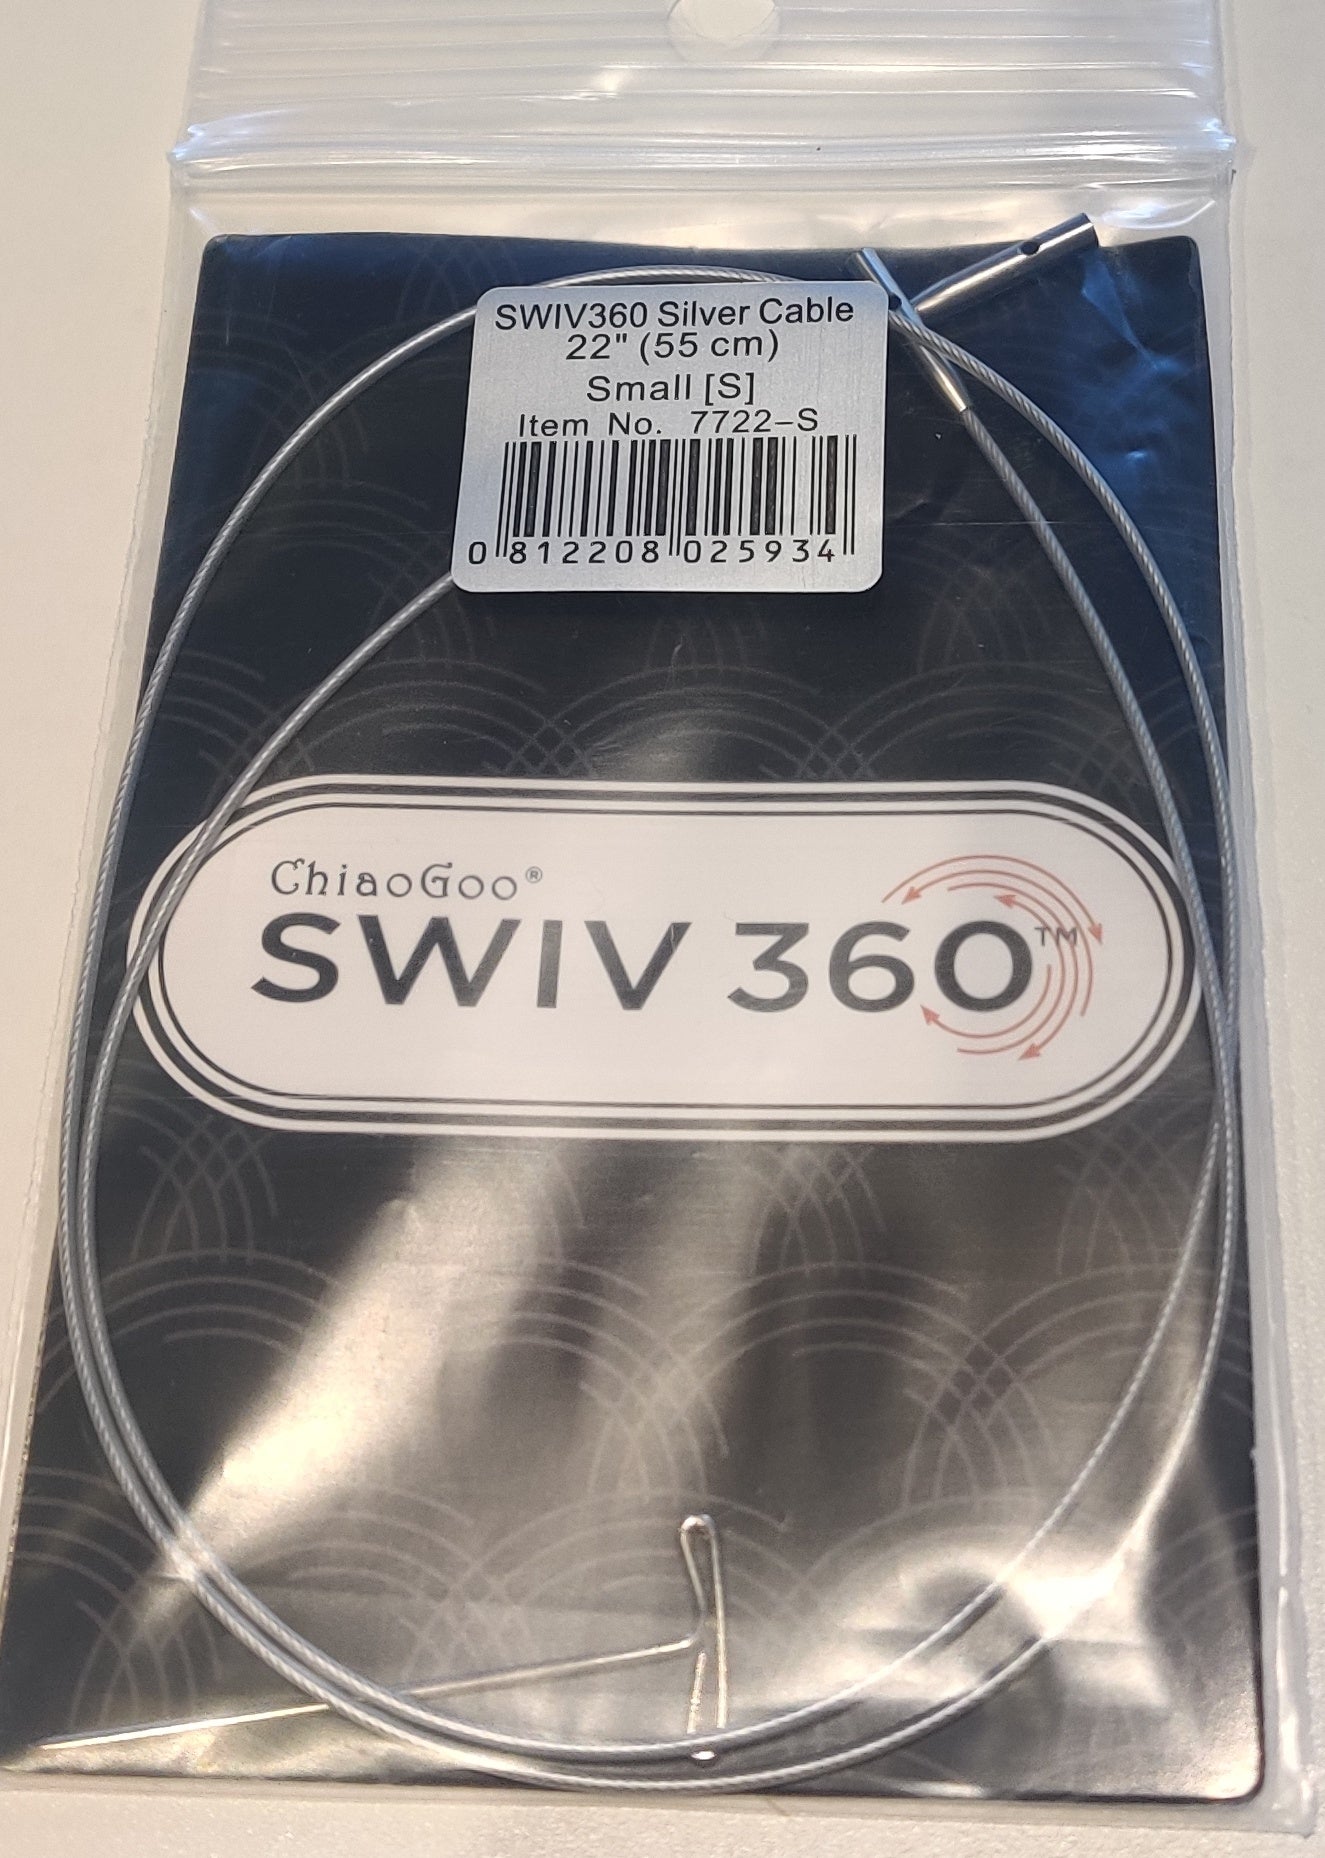 SWIV360 Silver Cable
22" (55 cm)
Small [S]
Item No. 7722-S
0 812208 025934
ChiaoGoo®
SWIV 360™